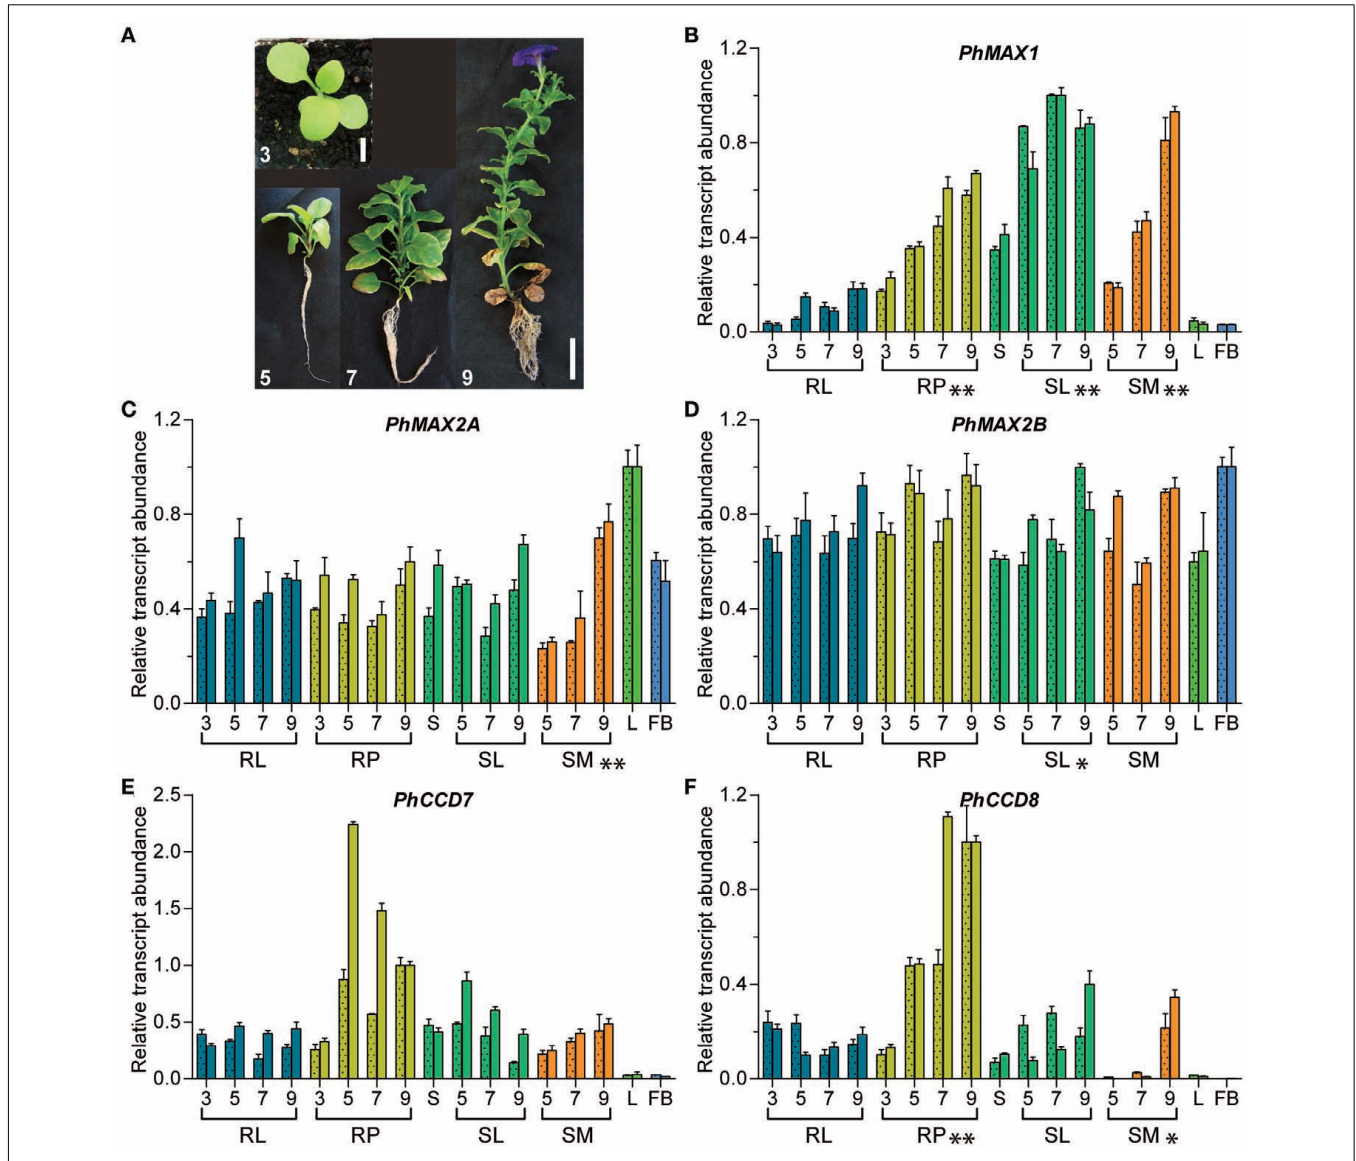 A
3
5
7
9
B
PhMAX1
Relative transcript abundance
1.2
0.8
0.4
0.0
3 5 7 9 3 5 7 9 S 5 7 9 5 7 9 L FB
RL RP ** SL ** SM **
C
PhMAX2A
Relative transcript abundance
1.2
0.8
0.4
0.0
3 5 7 9 3 5 7 9 S 5 7 9 5 7 9 L FB
RL RP SL SM **
D
PhMAX2B
Relative transcript abundance
1.2
0.8
0.4
0.0
3 5 7 9 3 5 7 9 S 5 7 9 5 7 9 L FB
RL RP SL * SM
E
PhCCD7
Relative transcript abundance
2.5
2.0
1.5
1.0
0.5
0.0
3 5 7 9 3 5 7 9 S 5 7 9 5 7 9 L FB
RL RP SL SM
F
PhCCD8
Relative transcript abundance
1.2
0.8
0.4
0.0
3 5 7 9 3 5 7 9 S 5 7 9 5 7 9 L FB
RL RP ** SL SM *